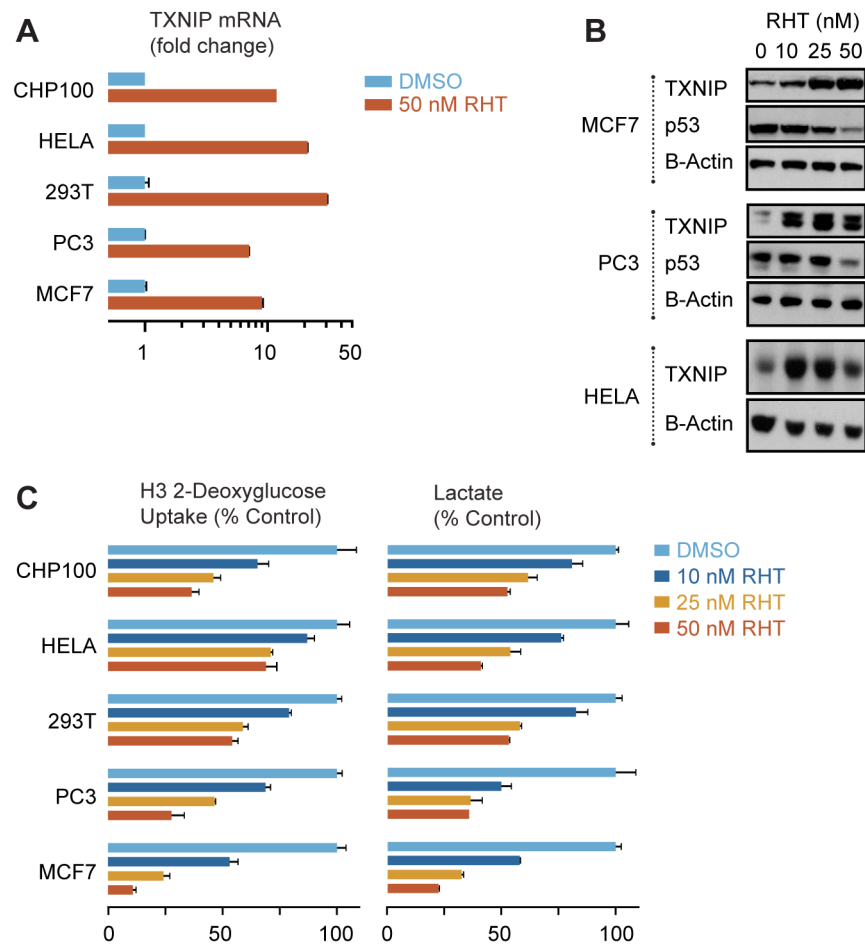 A
TXNIP mRNA
(fold change)
DMSO
50 nM RHT
CHP100
HELA
293T
PC3
MCF7
1
10
50
B
RHT (nM)
0 10 25 50
MCF7
TXNIP
p53
B-Actin
PC3
TXNIP
p53
B-Actin
HELA
TXNIP
B-Actin
C
H3 2-Deoxyglucose
Uptake (% Control)
Lactate
(% Control)
DMSO
10 nM RHT
25 nM RHT
50 nM RHT
CHP100
HELA
293T
PC3
MCF7
0
50
100
0
50
100